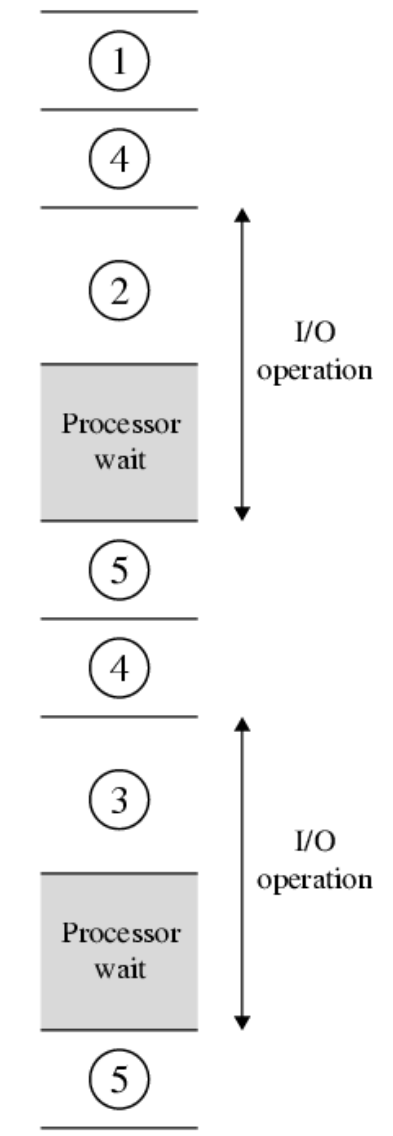 1
4
2
I/O
operation
Processor
wait
5
4
3
I/O
operation
Processor
wait
5